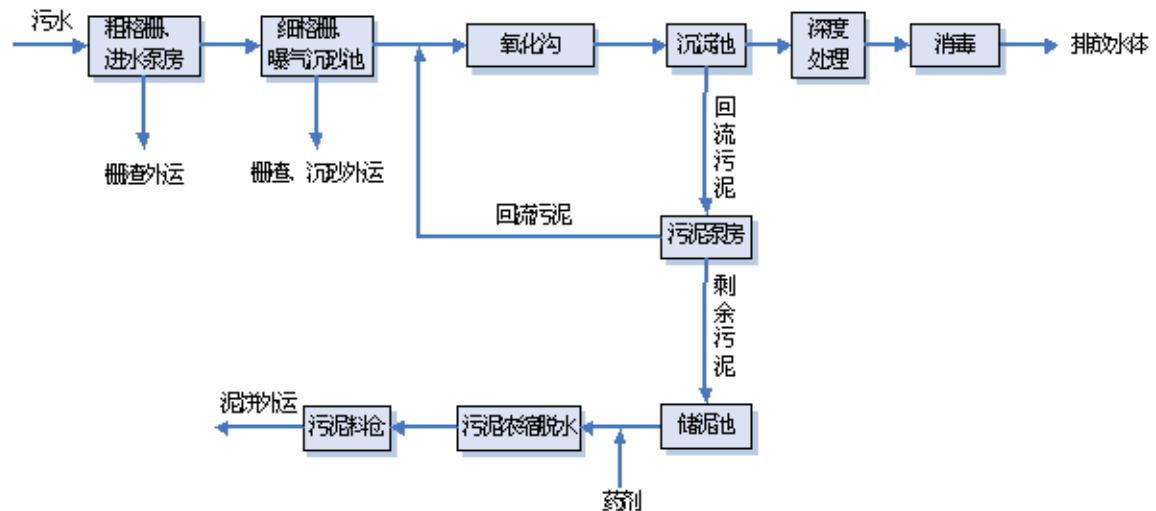 污水
粗格栅、
进水泵房
细格栅、
曝气沉砂池
氧化沟
沉淀池
深度
处理
消毒
排放水体
栅查外运
栅查、沉砂外运
回流污泥
回流污泥
污泥泵房
剩余污泥
泥饼外运
污泥料仓
污泥浓缩脱水
储泥池
药剂